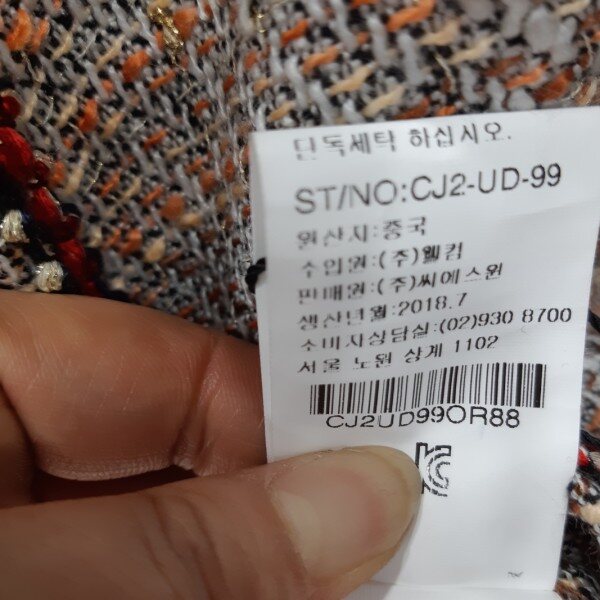 단독세탁 하십시오.
ST/NO:CJ2-UD-99
원산지:중국
수입원:(주)웰컴
판매원:(주)씨에스원
생산년월:2018.7
소비자상담실:(02)930 8700
서울 노원 상계 1102
CJ2UD99OR88